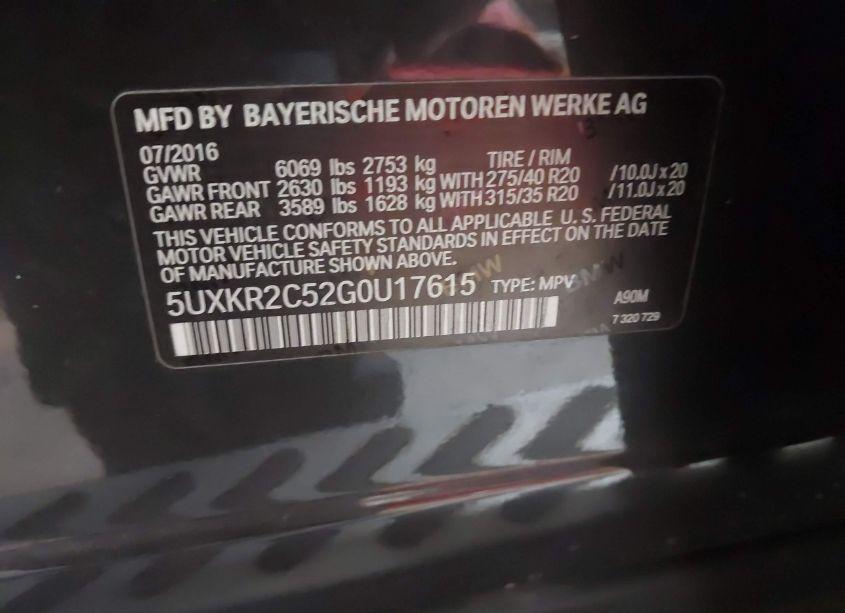 MFD BY BAYERISCHE MOTOREN WERKE AG
07/2016 TIRE / RIM
GVWR 6069 lbs 2753 kg
GAWR FRONT 2630 lbs 1193 kg WITH 275/40 R20 /10.0J x 20
GAWR REAR 3589 lbs 1628 kg WITH 315/35 R20 /11.0J x 20
THIS VEHICLE CONFORMS TO ALL APPLICABLE U. S. FEDERAL
MOTOR VEHICLE SAFETY STANDARDS IN EFFECT ON THE DATE
OF MANUFACTURE SHOWN ABOVE.
5UXKR2C52G0U17615 TYPE: MPV A90M
7 320 729